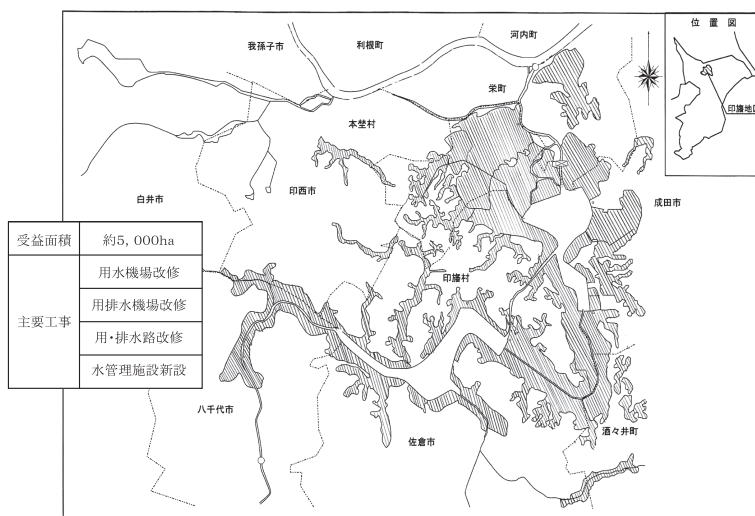 位 置 図
印旛地区
我孫子市
利根町
河内町
栄町
本埜村
印西市
白井市
成田市
印旛村
八千代市
佐倉市
酒々井町
受益面積 約5,000ha
主要工事
用水機場改修
用排水機場改修
用・排水路改修
水管理施設新設